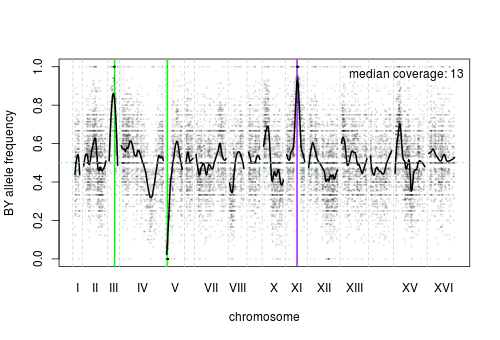 median coverage: 13
BY allele frequency
1.0
0.8
0.6
0.4
0.2
0.0
I II III IV V VII VIII X XI XII XIII XV XVI
chromosome